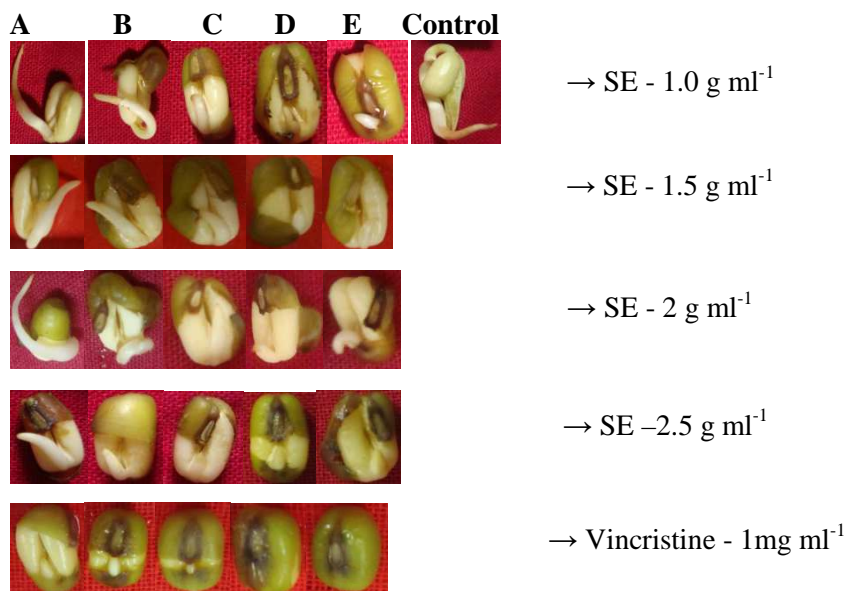 A B C D E Control
→ SE - 1.0 g ml⁻¹
→ SE - 1.5 g ml⁻¹
→ SE - 2 g ml⁻¹
→ SE –2.5 g ml⁻¹
→ Vincristine - 1mg ml⁻¹